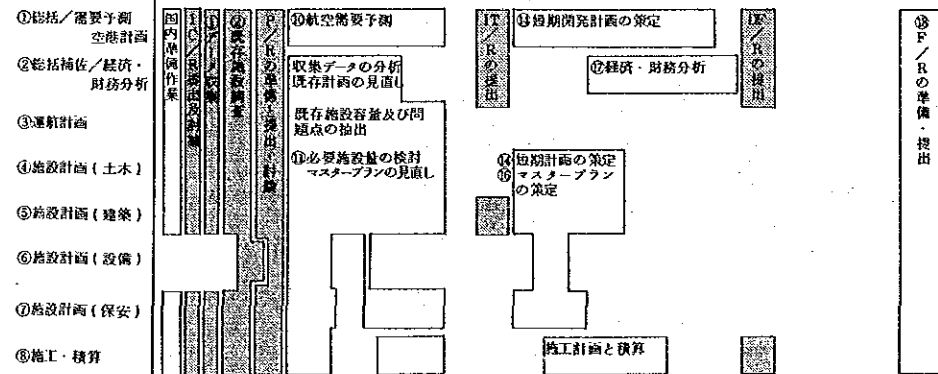 ①総括/需要予測
空港計画
②総括補佐/経済・
財務分析
③運航計画
④施設計画(土木)
⑤施設計画(建築)
⑥施設計画(設備)
⑦施設計画(保安)
⑧施工・積算
国内準備作業
②既存施設調査
P/Rの準備・提出・討議
⑩航空需要予測
収集データの分析
既存計画の見直し
既存施設容量及び問
題点の抽出
⑪必要施設量の検討
マスタープランの見直し
IT/Rの提出
⑬短期開発計画の策定
⑰経済・財務分析
⑭短期計画の策定
⑯マスタープラン
の策定
施工計画と積算
DF/Rの提出
⑱F/Rの準備・提出